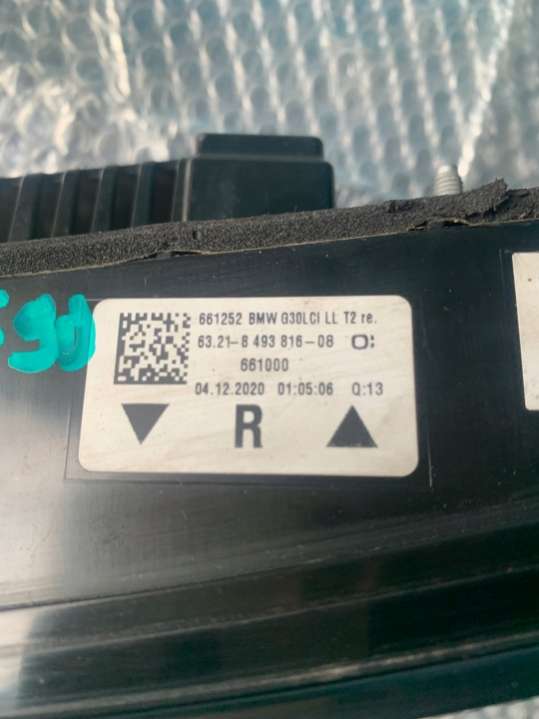 661252 BMW G30LCI LL T2 re.
63.21-8 493 816-08
661000
04.12.2020 01:05:06 Q:13
R